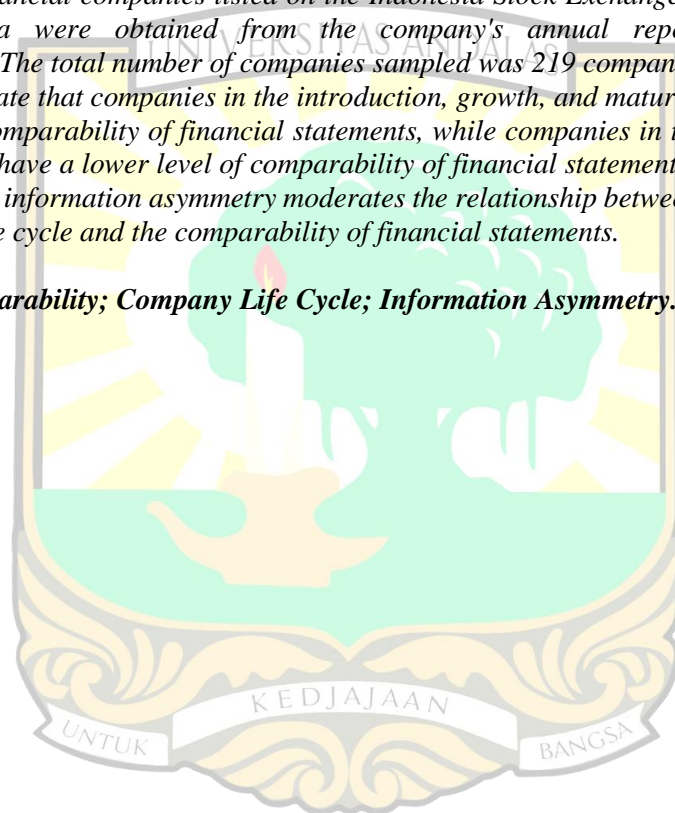 nancial companies listed on the Indonesia Stock Exchange
a were obtained from the company's annual repo
The total number of companies sampled was 219 compan
ate that companies in the introduction, growth, and matur
omparability of financial statements, while companies in t
have a lower level of comparability of financial statement
information asymmetry moderates the relationship betwee
e cycle and the comparability of financial statements.
arability; Company Life Cycle; Information Asymmetry.
UNIVERSITAS ANDALAS
KEDJAJAAN
UNTUK
BANGSA